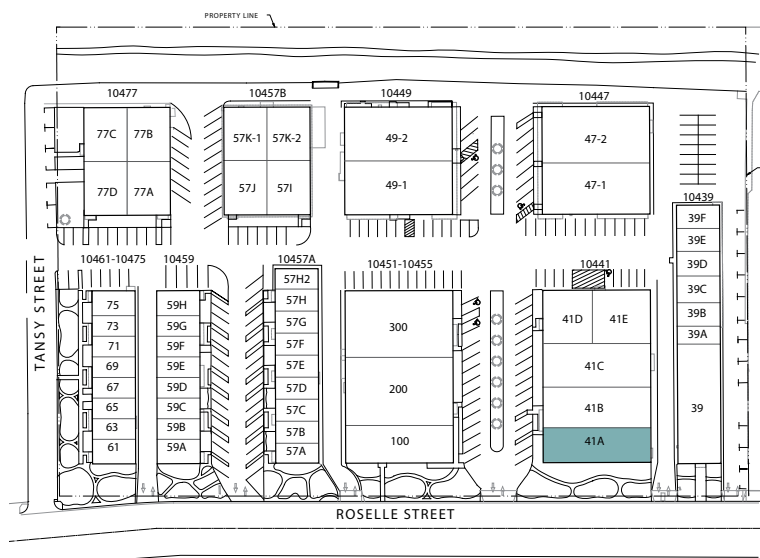 PROPERTY LINE
10477
10457B
10449
10447
77C 77B
77D 77A
57K-1 57K-2
57J 57I
49-2
49-1
47-2
47-1
10439
39F
39E
39D
39C
39B
39A
39
TANSY STREET
10461-10475
75
73
71
69
67
65
63
61
10459
59H
59G
59F
59E
59D
59C
59B
59A
10457A
57H2
57H
57G
57F
57E
57D
57C
57B
57A
10451-10455
300
200
100
10441
41D 41E
41C
41B
41A
ROSELLE STREET